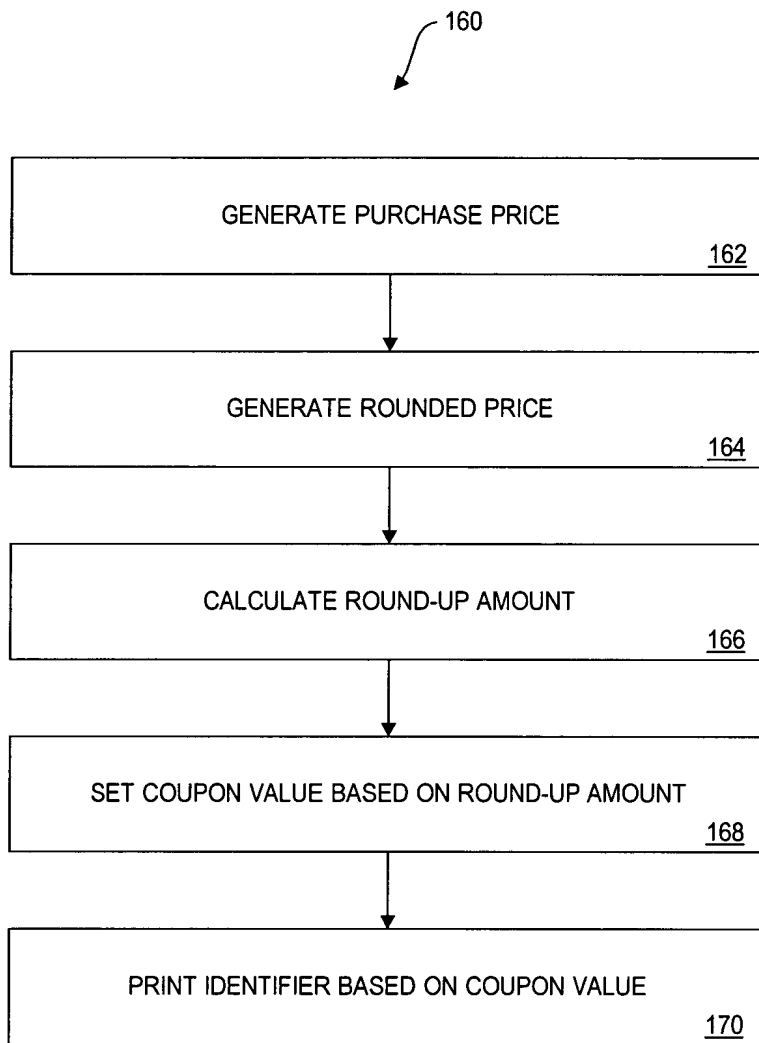 160
GENERATE PURCHASE PRICE
162
GENERATE ROUNDED PRICE
164
CALCULATE ROUND-UP AMOUNT
166
SET COUPON VALUE BASED ON ROUND-UP AMOUNT
168
PRINT IDENTIFIER BASED ON COUPON VALUE
170